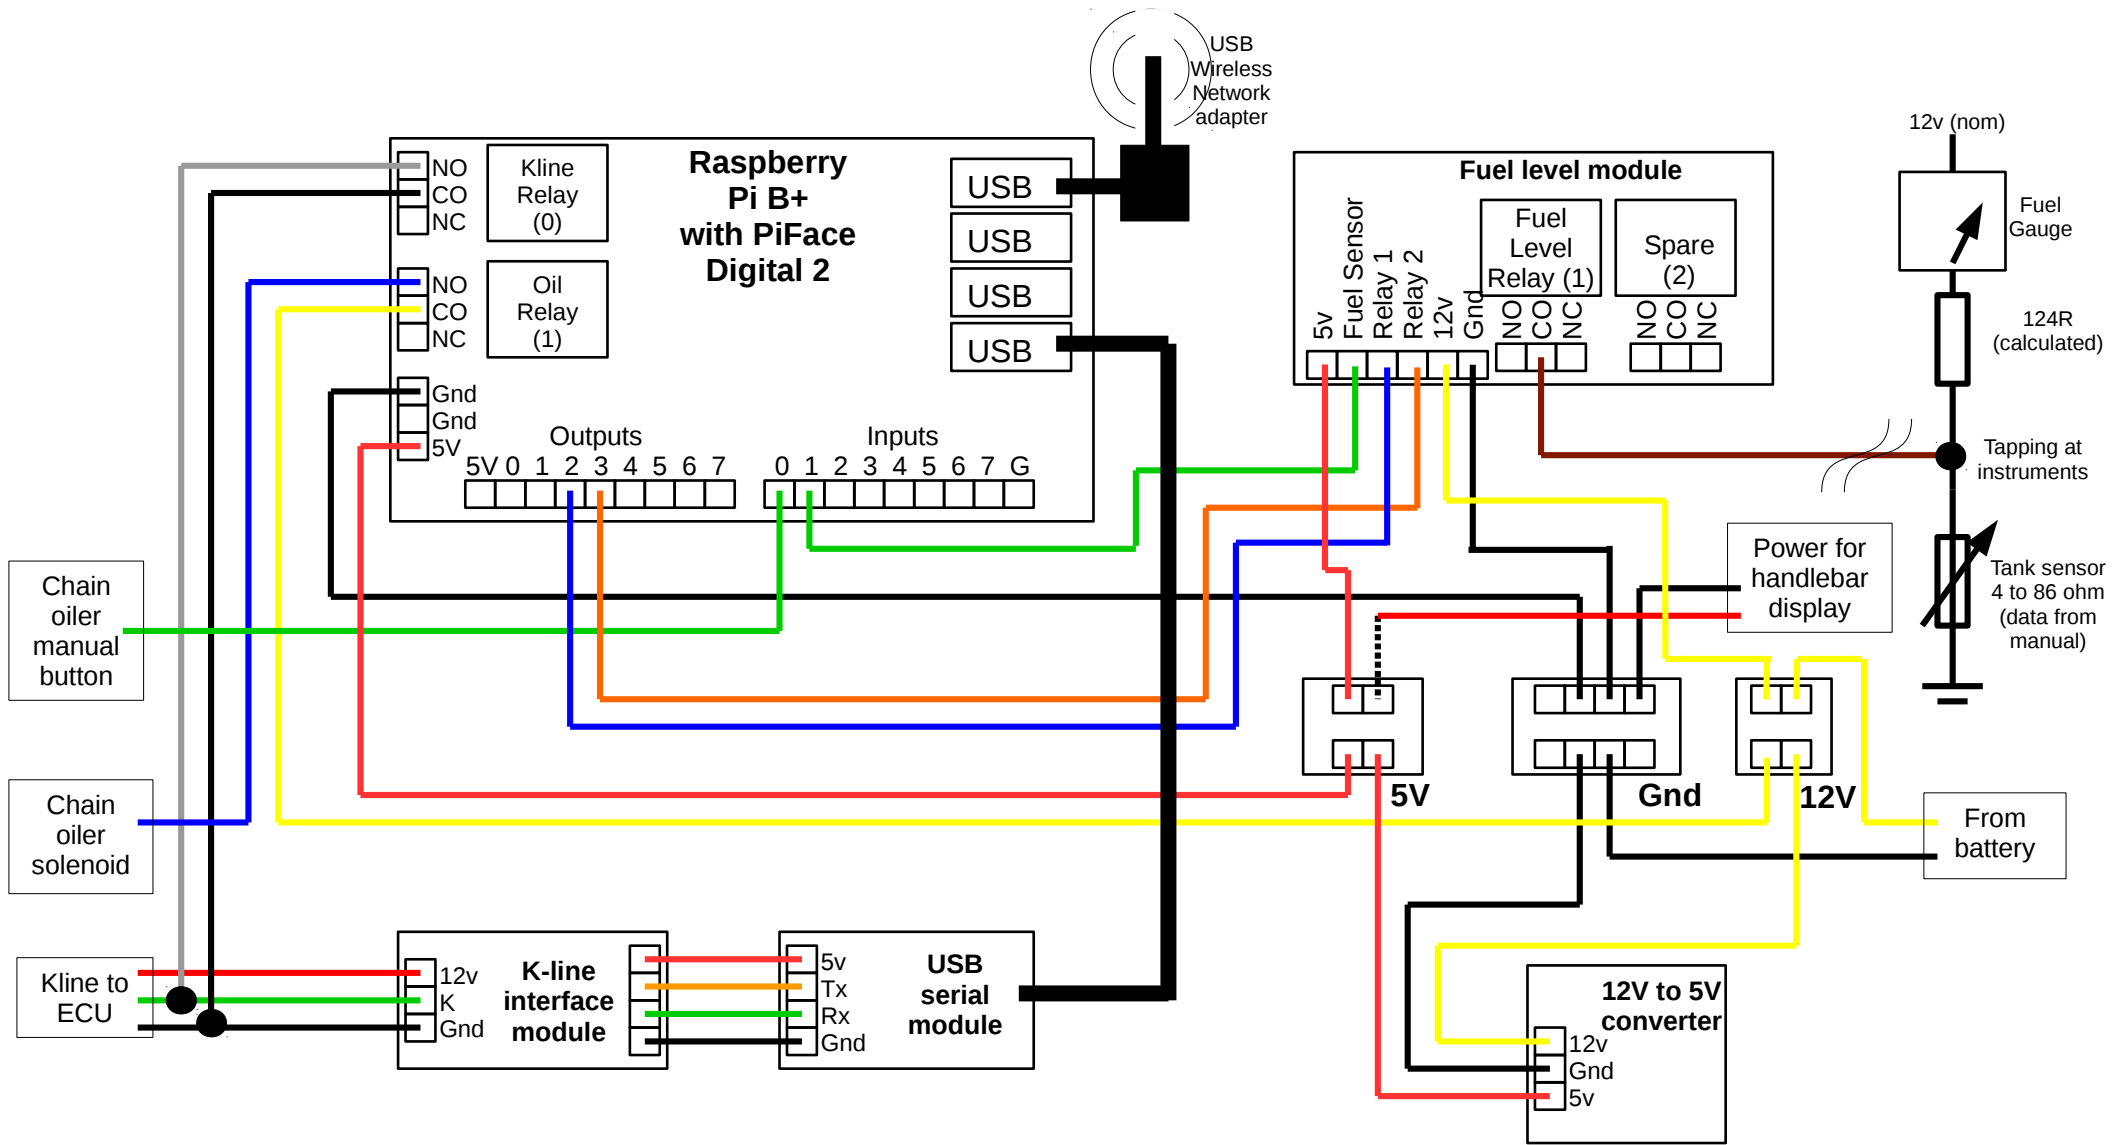 USB
Wireless
Network
adapter
12v (nom)
NO
CO
NC
Kline
Relay
(0)
Raspberry
Pi B+
with PiFace
Digital 2
USB
USB
USB
USB
NO
CO
NC
Oil
Relay
(1)
Gnd
Gnd
5V
Outputs
5V 0 1 2 3 4 5 6 7
Inputs
0 1 2 3 4 5 6 7 G
Fuel level module
5v
Fuel Sensor
Relay 1
Relay 2
12v
Gnd
Fuel
Level
Relay (1)
NO
CO
NC
Spare
(2)
NO
CO
NC
Fuel
Gauge
124R
(calculated)
Tapping at
instruments
Tank sensor
4 to 86 ohm
(data from
manual)
Power for
handlebar
display
Chain
oiler
manual
button
Chain
oiler
solenoid
5V
Gnd
12V
From
battery
Kline to
ECU
12v
K
Gnd
K-line
interface
module
5v
Tx
Rx
Gnd
USB
serial
module
12V to 5V
converter
12v
Gnd
5v